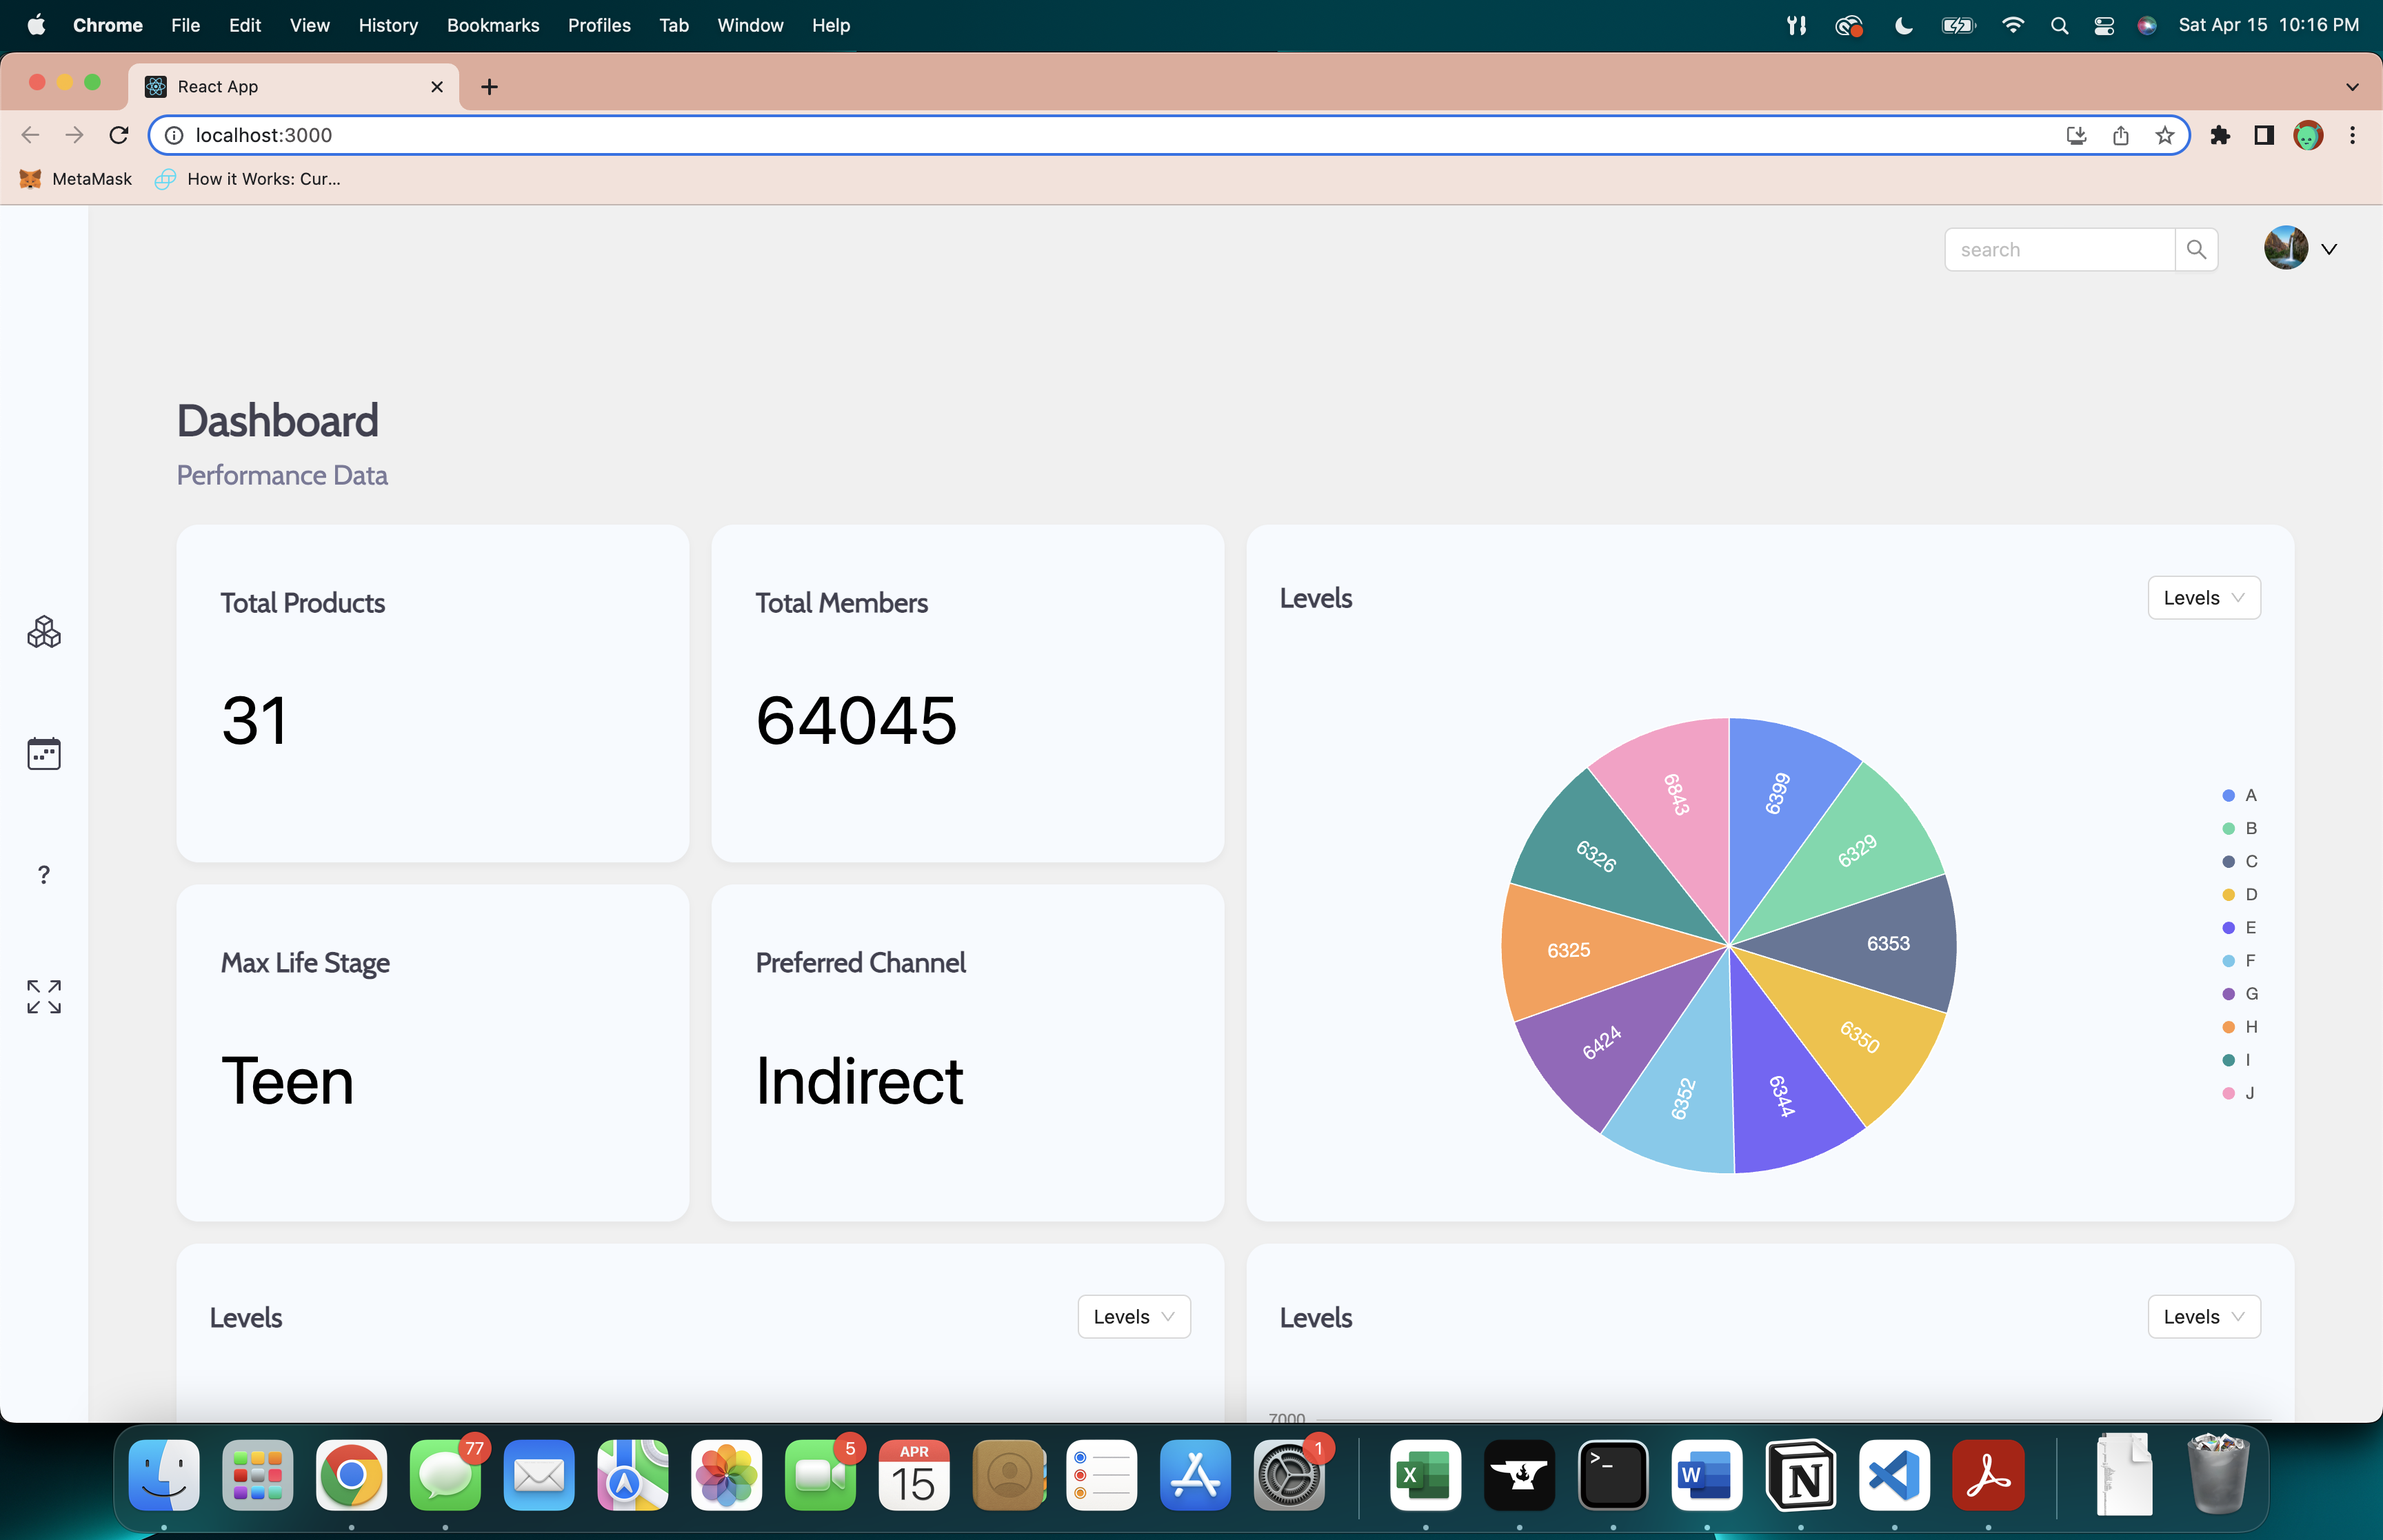 Chrome File Edit View History Bookmarks Profiles Tab Window Help Sat Apr 15 10:16 PM
React App
localhost:3000
MetaMask How it Works: Cur...
search
Dashboard
Performance Data
Total Products
31
Total Members
64045
Levels
Levels
6843
6399
6326
6329
6325
6353
6424
6350
6352
6344
A
B
C
D
E
F
G
H
I
J
?
Max Life Stage
Teen
Preferred Channel
Indirect
Levels
Levels
Levels
Levels
7000
77
5
APR
15
1
X
>_
W
N